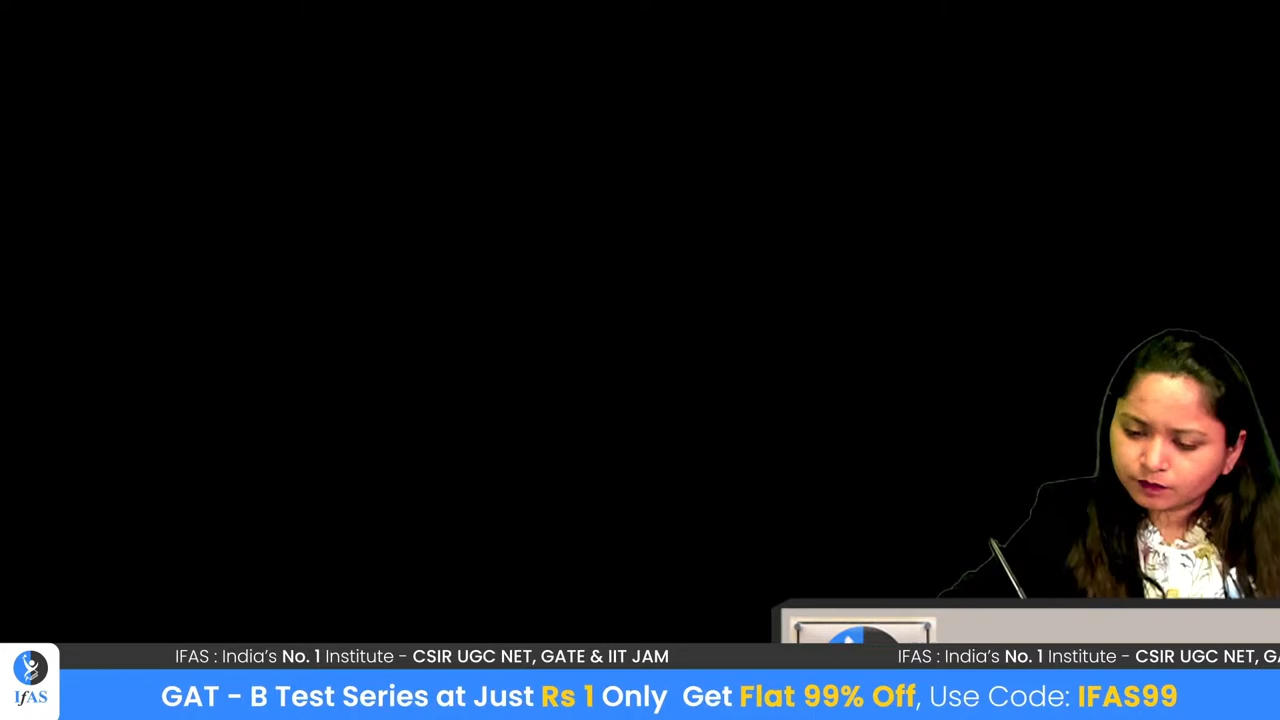 IFAS : India's No. 1 Institute - CSIR UGC NET, GATE & IIT JAM
IFAS : India's No. 1 Institute - CSIR UGC NET, GA
IfAS
GAT - B Test Series at Just Rs 1 Only Get Flat 99% Off, Use Code: IFAS99